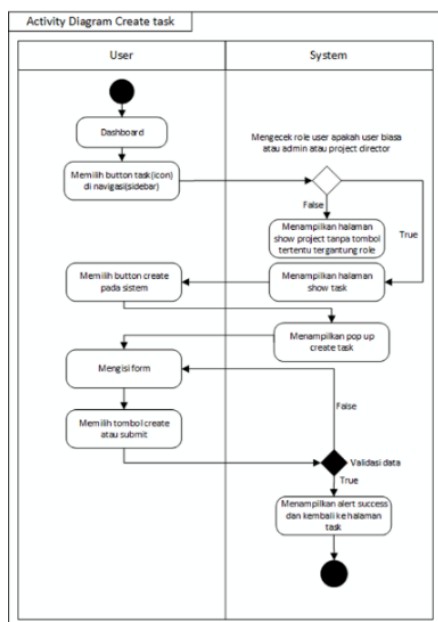 Activity Diagram Create task
User
System
Dashboard
Mengecek role user apakah user biasa
atau admin atau project director
Memilih button task(icon)
di navigasi(sidebar)
False
True
Menampilkan halaman
show project tanpa tombol
tertentu tergantung role
Memilih button create
pada sistem
Menampilkan halaman
show task
Menampilkan pop up
create task
Mengisi form
False
Memilih tombol create
atau submit
Validasi data
True
Menampilkan alert success
dan kembali ke halaman
task